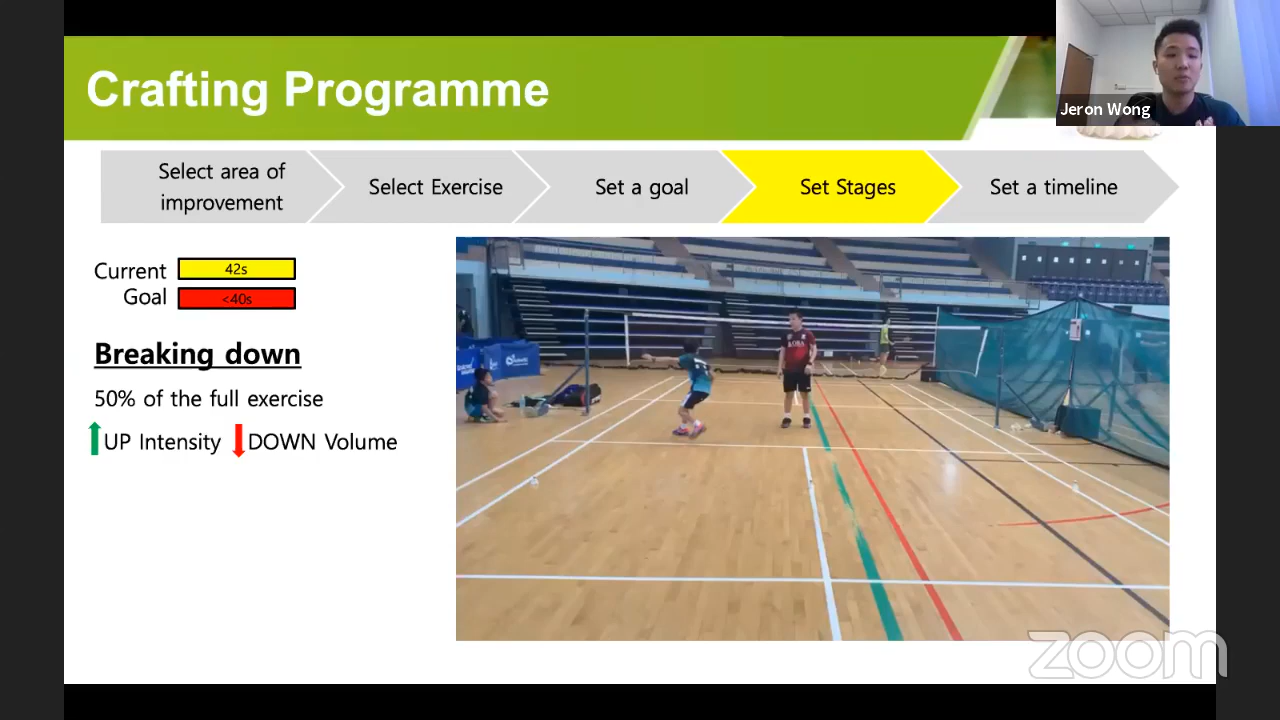 Crafting Programme
Jeron Wong
Select area of
improvement
Select Exercise
Set a goal
Set Stages
Set a timeline
Current 42s
Goal <40s
Breaking down
50% of the full exercise
UP Intensity DOWN Volume
zoom